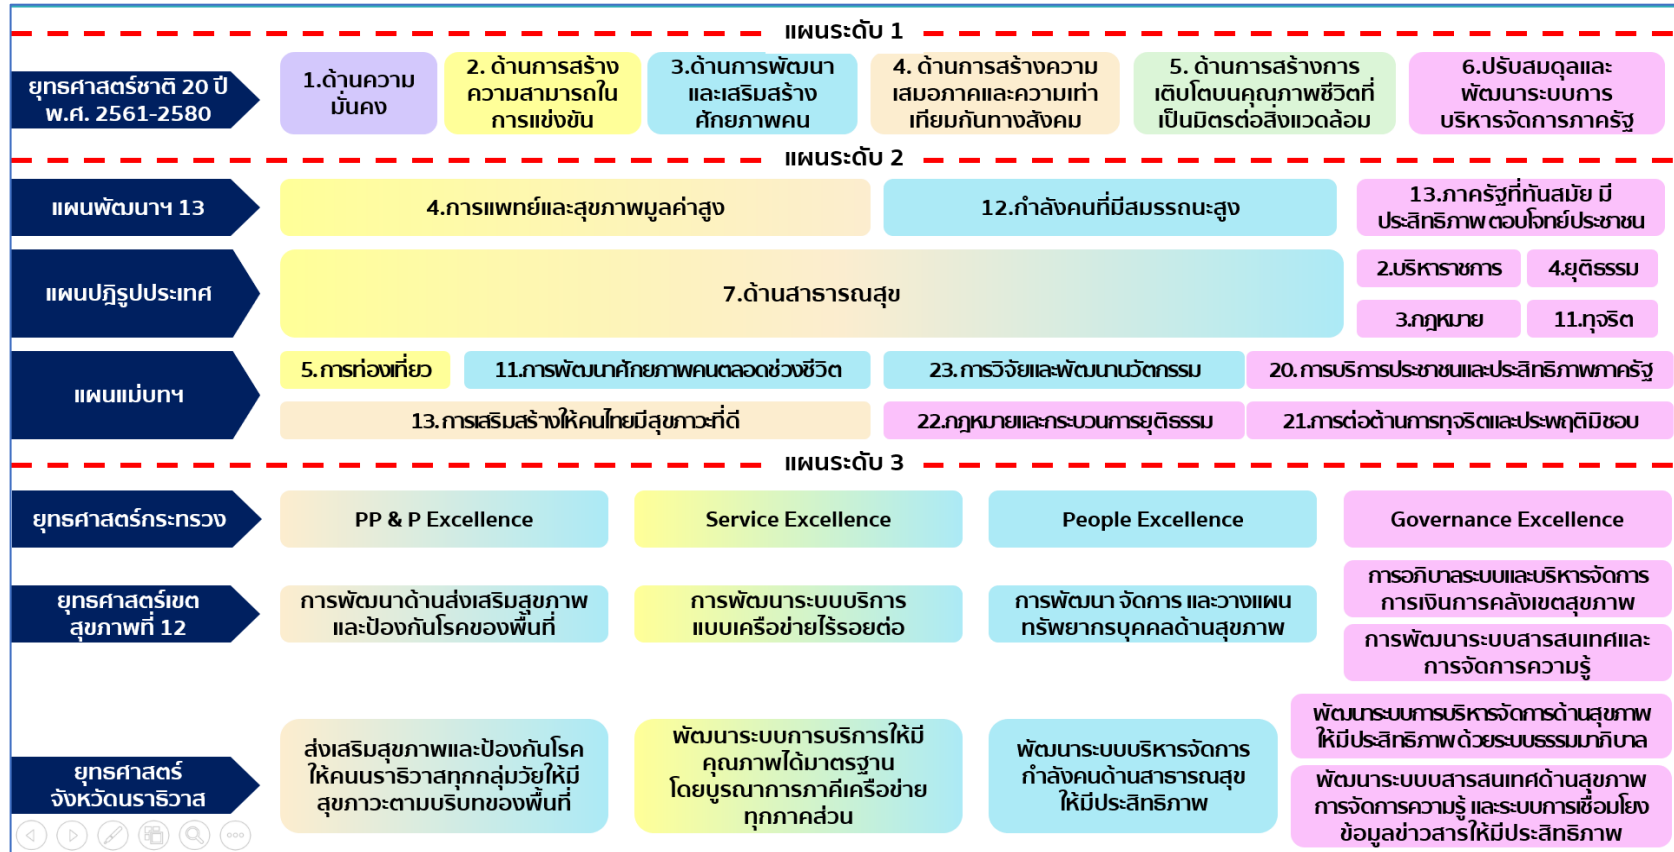 แผนระดับ 1
ยุทธศาสตร์ชาติ 20 ปี
พ.ศ. 2561-2580
1.ด้านความ
มั่นคง
2. ด้านการสร้าง
ความสามารถใน
การแข่งขัน
3.ด้านการพัฒนา
และเสริมสร้าง
ศักยภาพคน
4. ด้านการสร้างความ
เสมอภาคและความเท่า
เทียมกันทางสังคม
5. ด้านการสร้างการ
เติบโตบนคุณภาพชีวิตที่
เป็นมิตรต่อสิ่งแวดล้อม
6.ปรับสมดุลและ
พัฒนาระบบการ
บริหารจัดการภาครัฐ
แผนระดับ 2
แผนพัฒนาฯ 13
4.การแพทย์และสุขภาพมูลค่าสูง
12.กำลังคนที่มีสมรรถนะสูง
13.ภาครัฐที่ทันสมัย มี
ประสิทธิภาพ ตอบโจทย์ประชาชน
แผนปฎิรูปประเทศ
7.ด้านสาธารณสุข
2.บริหาราชการ
4.ยุติธรรม
3.กฎหมาย
11.ทุจริต
แผนแม่บทฯ
5.การท่องเที่ยว
11.การพัฒนาศักยภาพคนตลอดช่วงชีวิต
23.การวิจัยและพัฒนานวัตกรรม
20.การบริการประชาชนและประสิทธิภาพภาครัฐ
13.การเสริมสร้างให้คนไทยมีสุขภาวะที่ดี
22.กฎหมายและกระบวนการยุติธรรม
21.การต่อต้านการทุจริตและประพฤติมิชอบ
แผนระดับ 3
ยุทธศาสตร์กระทรวง
PP & P Excellence
Service Excellence
People Excellence
Governance Excellence
ยุทธศาสตร์เขต
สุขภาพที่ 12
การพัฒนาด้านส่งเสริมสุขภาพ
และป้องกันโรคของพื้นที่
การพัฒนาระบบบริการ
แบบเครือข่ายไร้รอยต่อ
การพัฒนา จัดการ และวางแผน
ทรัพยากรบุคคลด้านสุขภาพ
การอภิบาลระบบและบริหารจัดการ
การเงินการคลังเขตสุขภาพ
การพัฒนาระบบสารสนเทศและ
การจัดการความรู้
ยุทธศาสตร์
จังหวัดนราธิวาส
ส่งเสริมสุขภาพและป้องกันโรค
ให้คนนราธิวาสทุกกลุ่มวัยให้มี
สุขภาวะตามบริบทของพื้นที่
พัฒนาระบบการบริการให้มี
คุณภาพได้มาตรฐาน
โดยบูรณาการภาคีเครือข่าย
ทุกภาคส่วน
พัฒนาระบบบริหารจัดการ
กำลังคนด้านสาธารณสุข
ให้มีประสิทธิภาพ
พัฒนาระบบการบริหารจัดการด้านสุขภาพ
ให้มีประสิทธิภาพ ด้วยระบบธรรมมาภิบาล
พัฒนาระบบบสารสนเทศด้านสุขภาพ
การจัดการความรู้ และระบบการเชื่อมโยง
ข้อมูลข่าวสารให้มีประสิทธิภาพ